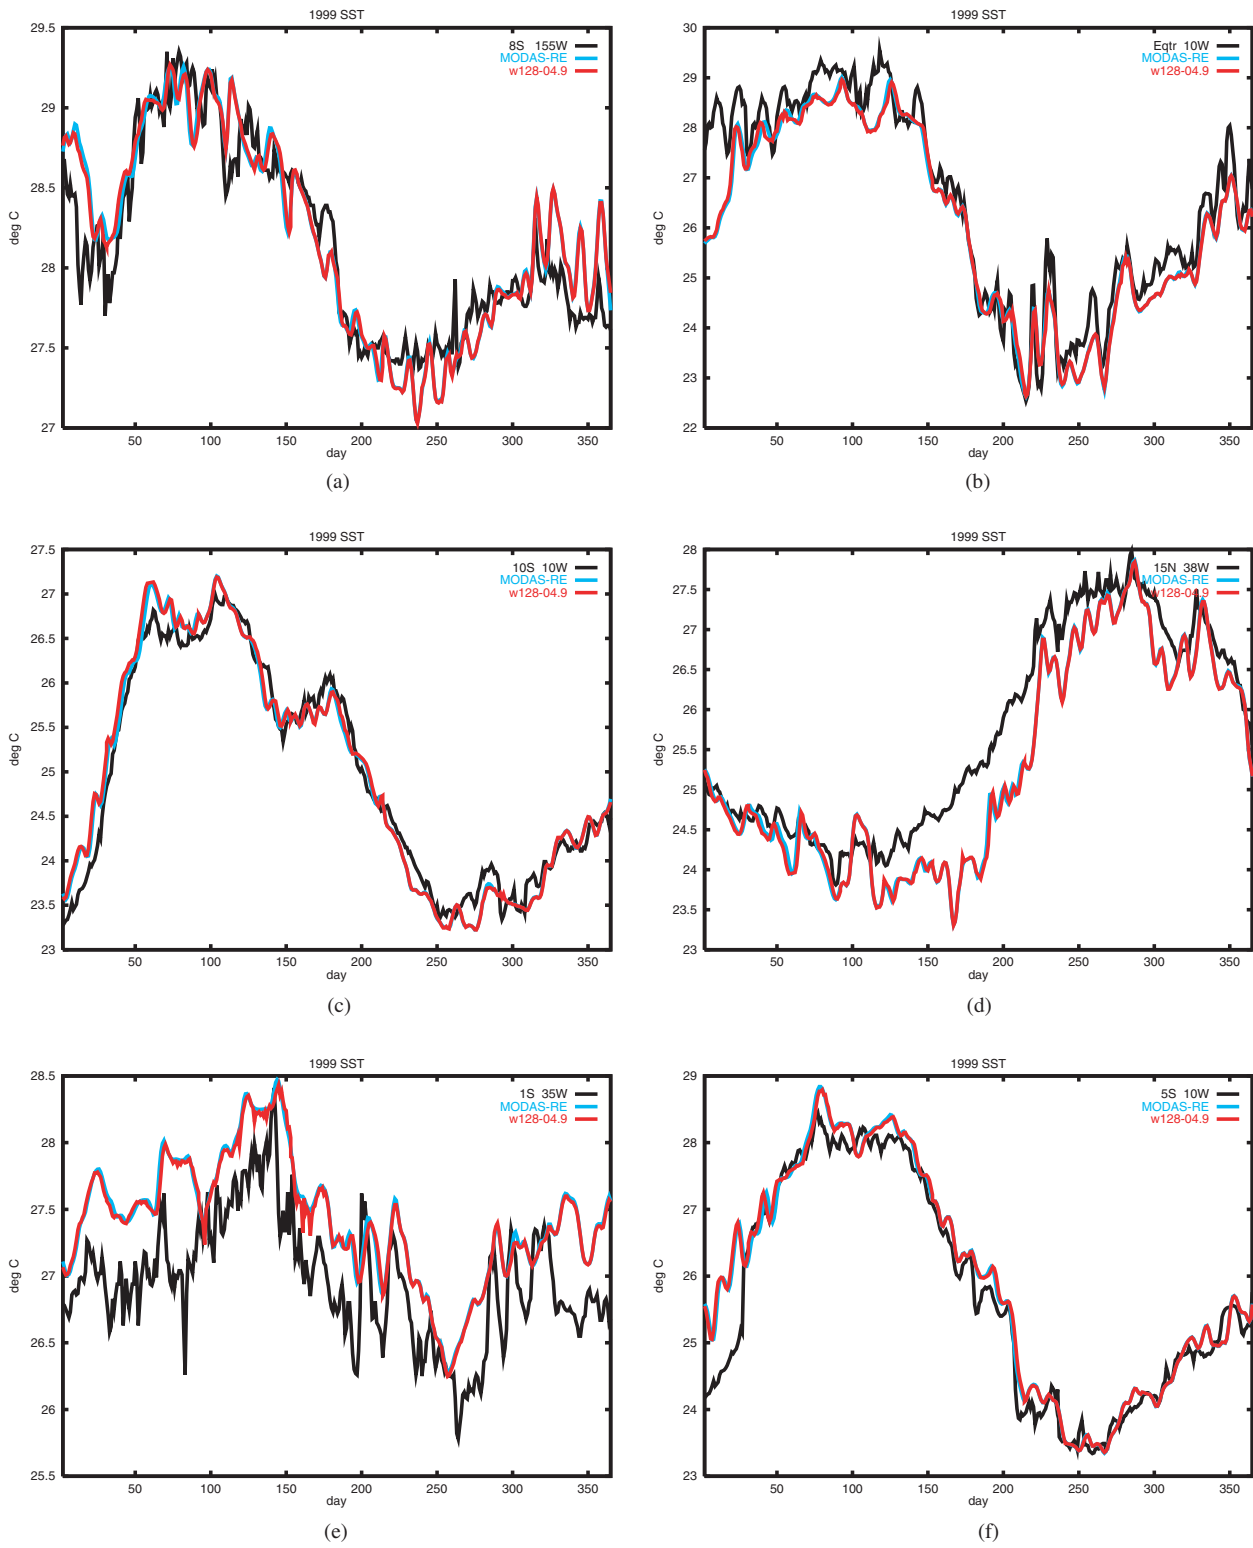 1999 SST
8S 155W
MODAS-RE
w128-04.9
deg C
29.5
29
28.5
28
27.5
27
50 100 150 200 250 300 350
day
(a)
1999 SST
Eqtr 10W
MODAS-RE
w128-04.9
deg C
30
29
28
27
26
25
24
23
22
50 100 150 200 250 300 350
day
(b)
1999 SST
10S 10W
MODAS-RE
w128-04.9
deg C
27.5
27
26.5
26
25.5
25
24.5
24
23.5
23
50 100 150 200 250 300 350
day
(c)
1999 SST
15N 38W
MODAS-RE
w128-04.9
deg C
28
27.5
27
26.5
26
25.5
25
24.5
24
23.5
23
50 100 150 200 250 300 350
day
(d)
1999 SST
1S 35W
MODAS-RE
w128-04.9
deg C
28.5
28
27.5
27
26.5
26
25.5
50 100 150 200 250 300 350
day
(e)
1999 SST
5S 10W
MODAS-RE
w128-04.9
deg C
29
28
27
26
25
24
23
50 100 150 200 250 300 350
day
(f)